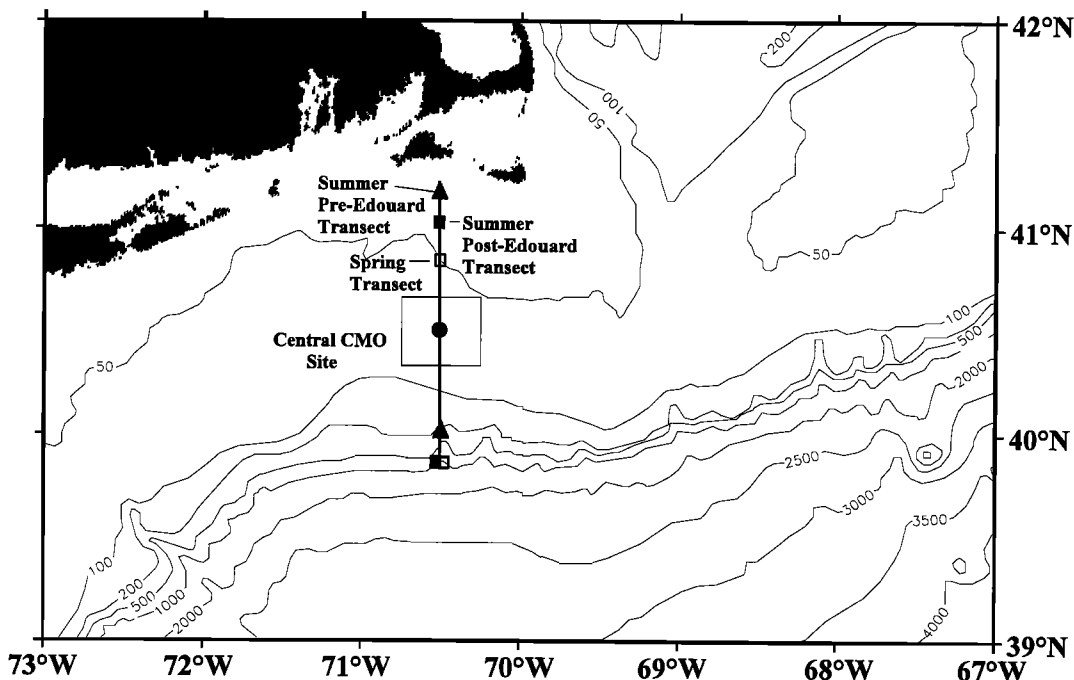 42°N
200
100
50
Summer
Pre-Edouard
Transect
Summer
Post-Edouard
Transect
41°N
50
Spring
Transect
100
Central CMO
Site
500
50
2000
40°N
2500
3000
3500
100
200
500
1000
2000
4000
39°N
73°W
72°W
71°W
70°W
69°W
68°W
67°W